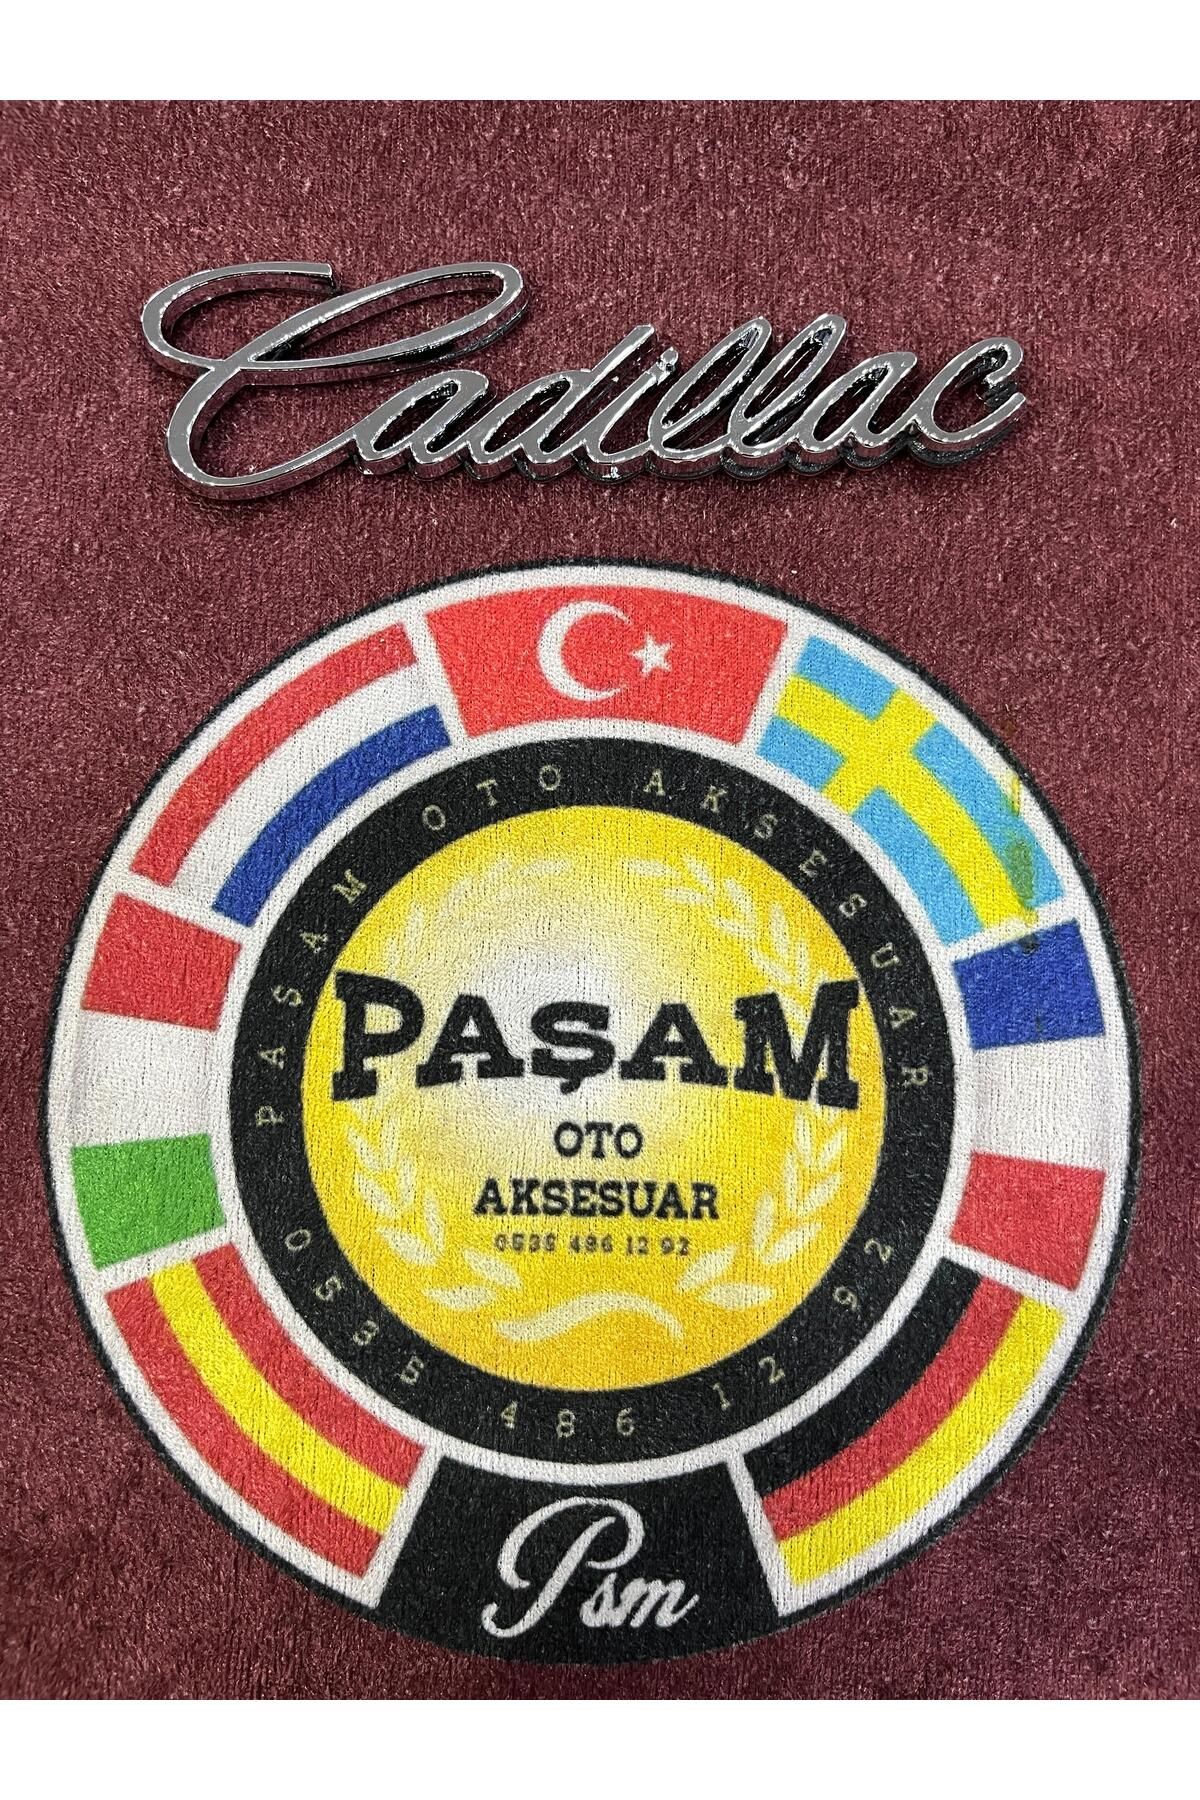 Cadillac
PAŞAM OTO AKSESUAR
PAŞAM
OTO
AKSESUAR
0535 486 12 92
0535 486 12 92
Psm